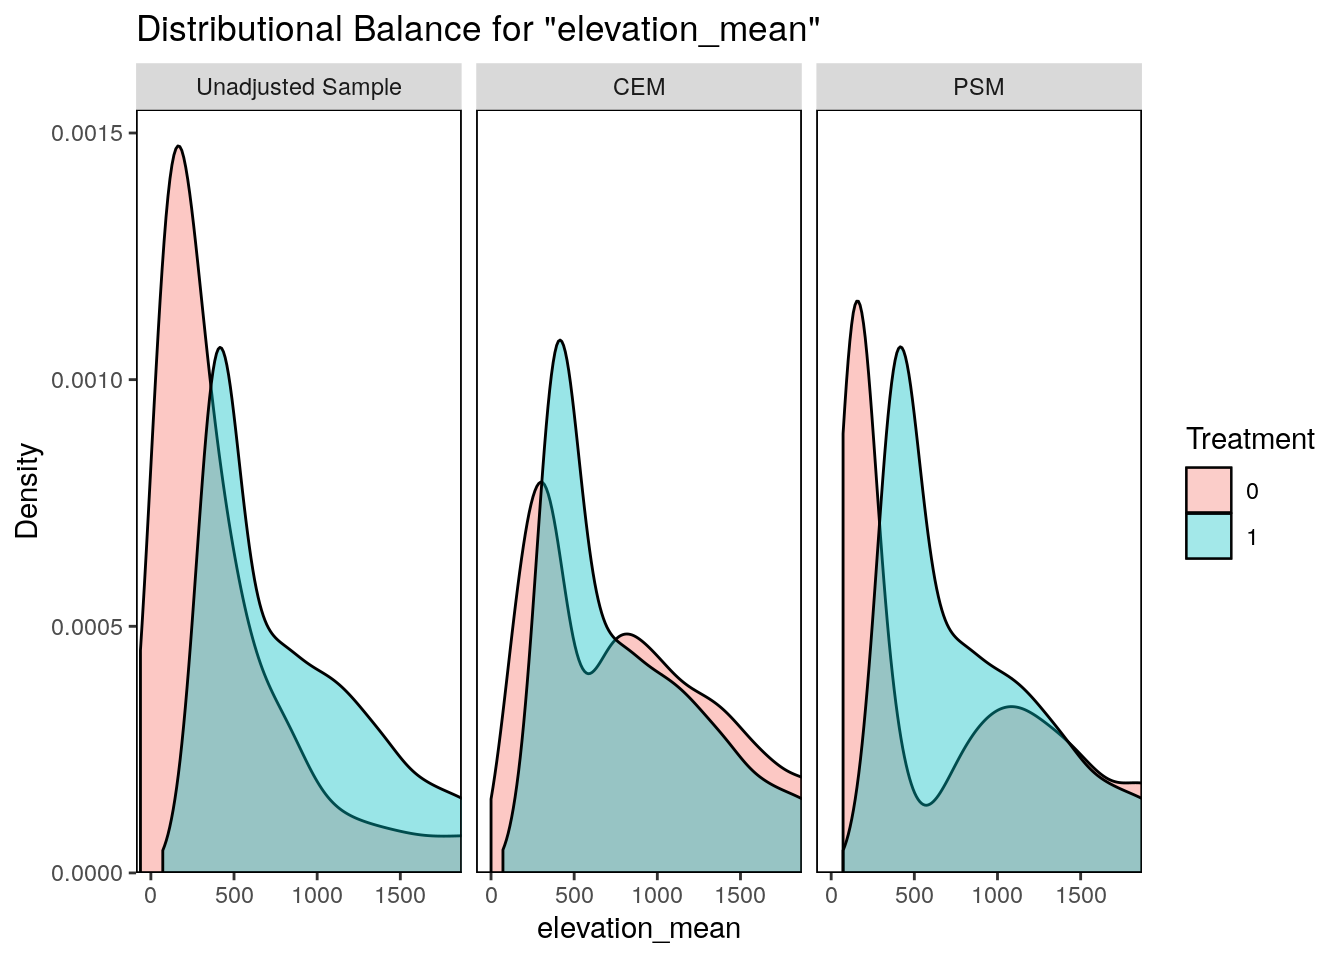 Distributional Balance for "elevation_mean"
Unadjusted Sample
CEM
PSM
0.0015
0.0010
0.0005
0.0000
Density
0 500 1000 1500
0 500 1000 1500
0 500 1000 1500
elevation_mean
Treatment
0
1